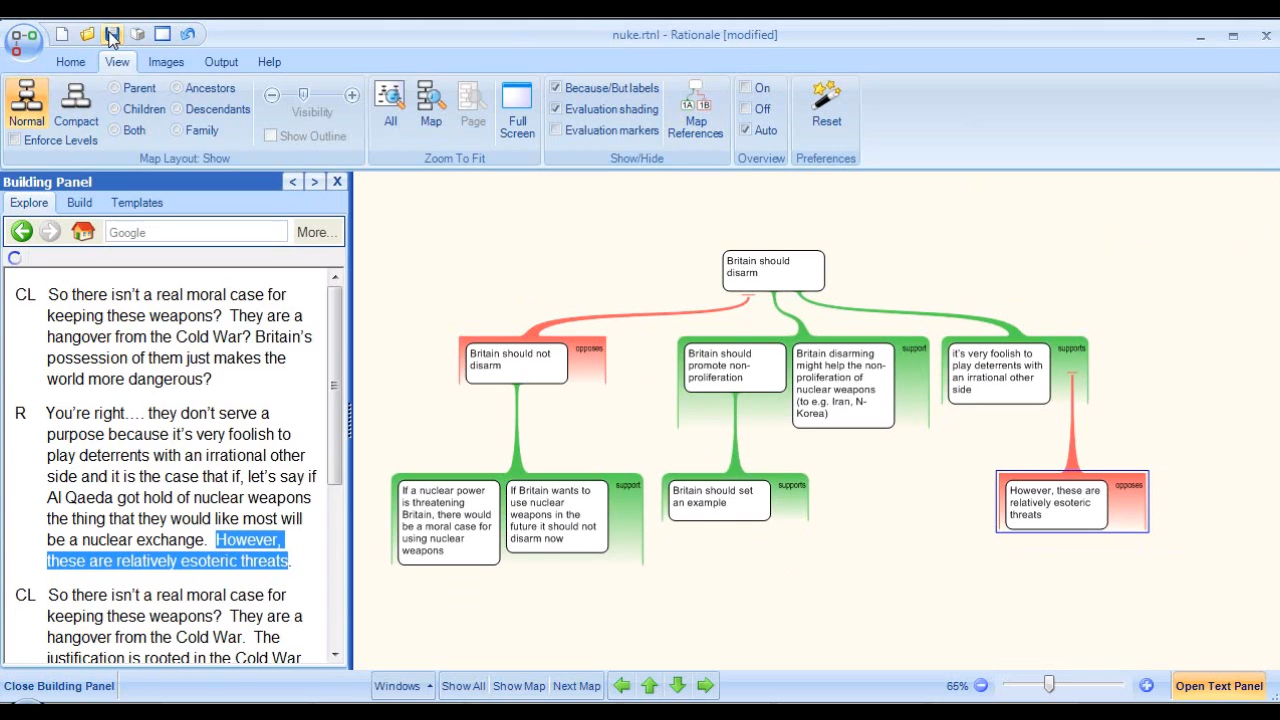 nuke.rtnl - Rationale [modified]
Home View Images Output Help
Normal
Compact
Enforce Levels
Parent
Children
Both
Ancestors
Descendants
Family
Visibility
Show Outline
Map Layout: Show
All
Map
Page
Full
Screen
Zoom To Fit
Because/But labels
Evaluation shading
Evaluation markers
Map
References
Show/Hide
On
Off
Auto
Overview
Reset
Preferences
Building Panel < > X
Explore Build Templates
Google More...
CL So there isn't a real moral case for
keeping these weapons? They are a
hangover from the Cold War? Britain's
possession of them just makes the
world more dangerous?
R You're right.... they don't serve a
purpose because it's very foolish to
play deterrents with an irrational other
side and it is the case that if, let's say if
Al Qaeda got hold of nuclear weapons
the thing that they would like most will
be a nuclear exchange. However,
these are relatively esoteric threats.
CL So there isn't a real moral case for
keeping these weapons? They are a
hangover from the Cold War. The
justification is rooted in the Cold War
Britain should
disarm
Britain should not
disarm
opposes
Britain should
promote non-
proliferation
Britain disarming
might help the non-
proliferation of
nuclear weapons
(to e.g. Iran, N-
Korea)
support
it's very foolish to
play deterrents with
an irrational other
side
supports
If a nuclear power
is threatening
Britain, there would
be a moral case for
using nuclear
weapons
If Britain wants to
use nuclear
weapons in the
future it should not
disarm now
support
Britain should set
an example
supports
However, these are
relatively esoteric
threats
opposes
Close Building Panel
Windows Show All Show Map Next Map
65%
Open Text Panel